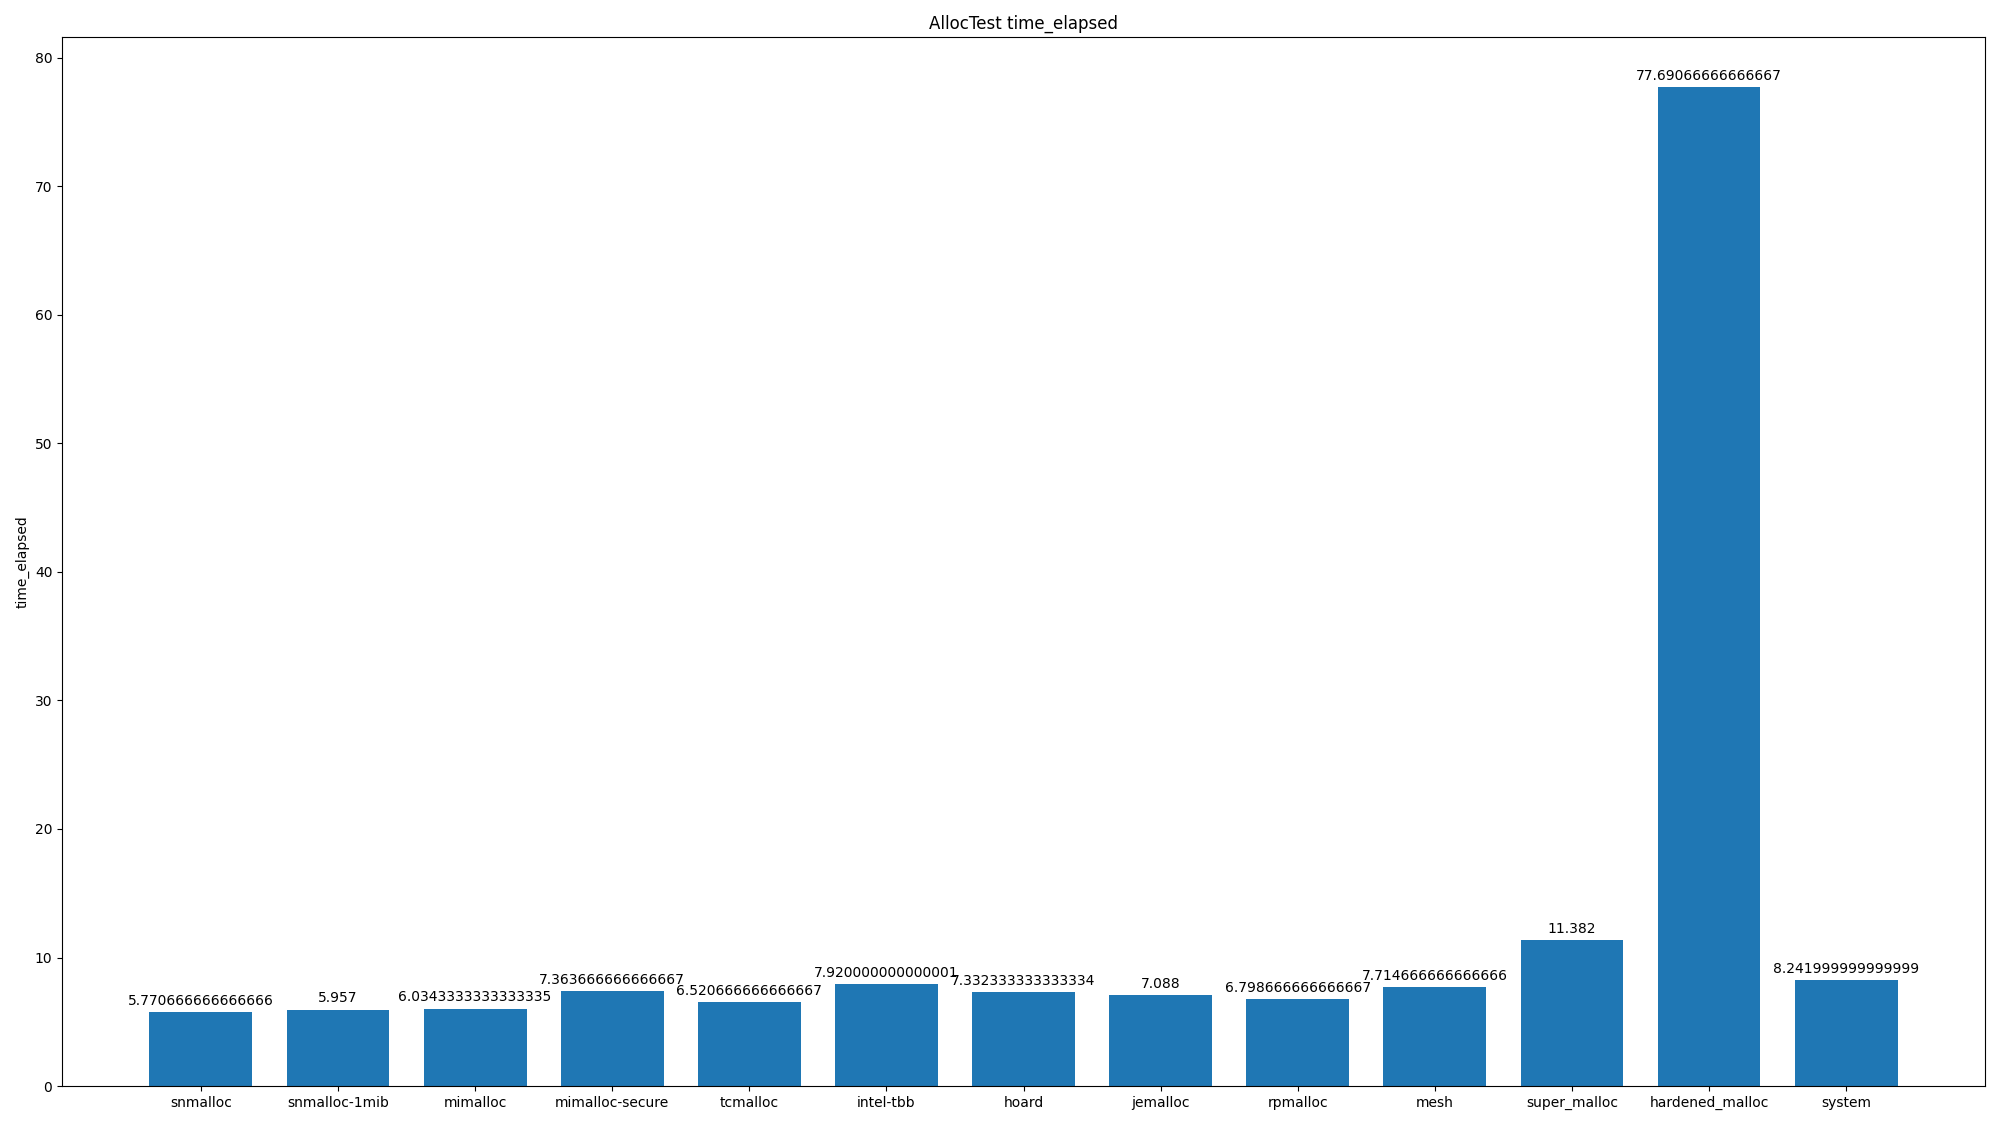 AllocTest time_elapsed
time_elapsed
80
70
60
50
40
30
20
10
0
5.770666666666666
5.957
6.0343333333333335
7.363666666666667
6.520666666666667
7.920000000000001
7.332333333333334
7.088
6.798666666666667
7.714666666666666
11.382
77.69066666666667
8.241999999999999
snmalloc
snmalloc-1mib
mimalloc
mimalloc-secure
tcmalloc
intel-tbb
hoard
jemalloc
rpmalloc
mesh
super_malloc
hardened_malloc
system